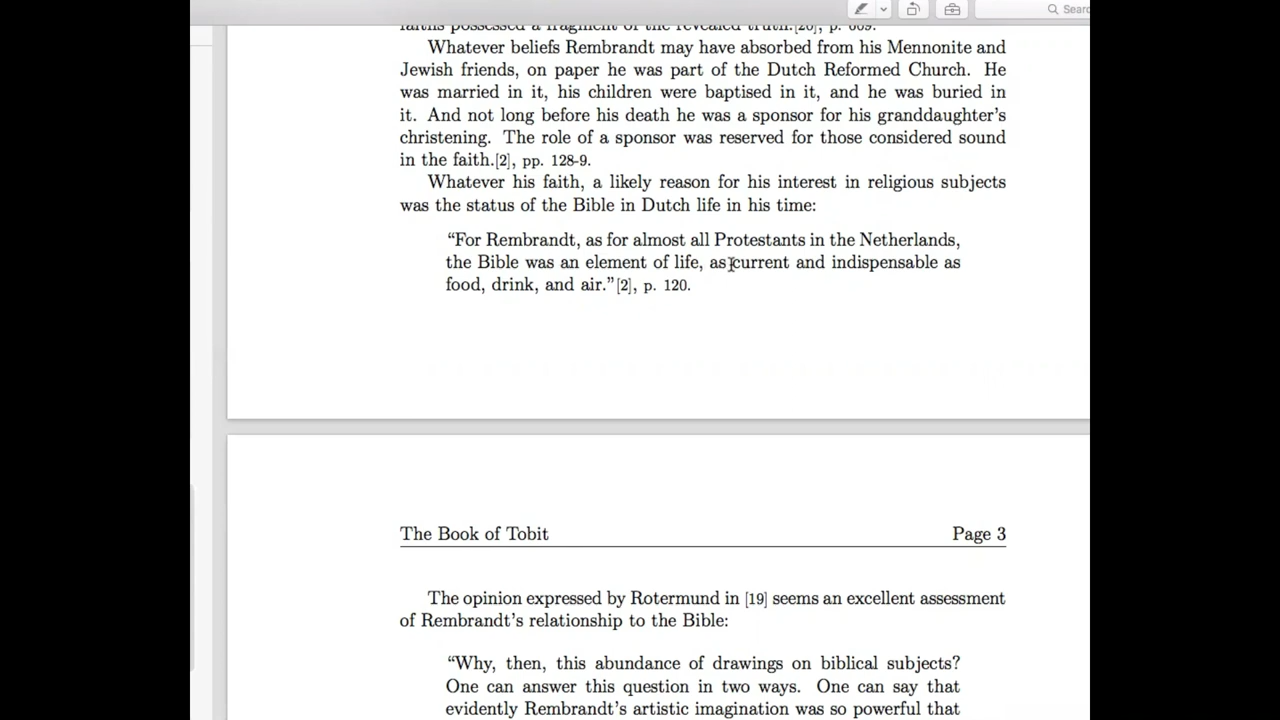 faiths possessed a fragment of the revealed truth.[20], p. 669.
Whatever beliefs Rembrandt may have absorbed from his Mennonite and
Jewish friends, on paper he was part of the Dutch Reformed Church. He
was married in it, his children were baptised in it, and he was buried in
it. And not long before his death he was a sponsor for his granddaughter's
christening. The role of a sponsor was reserved for those considered sound
in the faith.[2], pp. 128-9.
Whatever his faith, a likely reason for his interest in religious subjects
was the status of the Bible in Dutch life in his time:
“For Rembrandt, as for almost all Protestants in the Netherlands,
the Bible was an element of life, as current and indispensable as
food, drink, and air.”[2], p. 120.
The Book of Tobit Page 3
The opinion expressed by Rotermund in [19] seems an excellent assessment
of Rembrandt's relationship to the Bible:
“Why, then, this abundance of drawings on biblical subjects?
One can answer this question in two ways. One can say that
evidently Rembrandt's artistic imagination was so powerful that